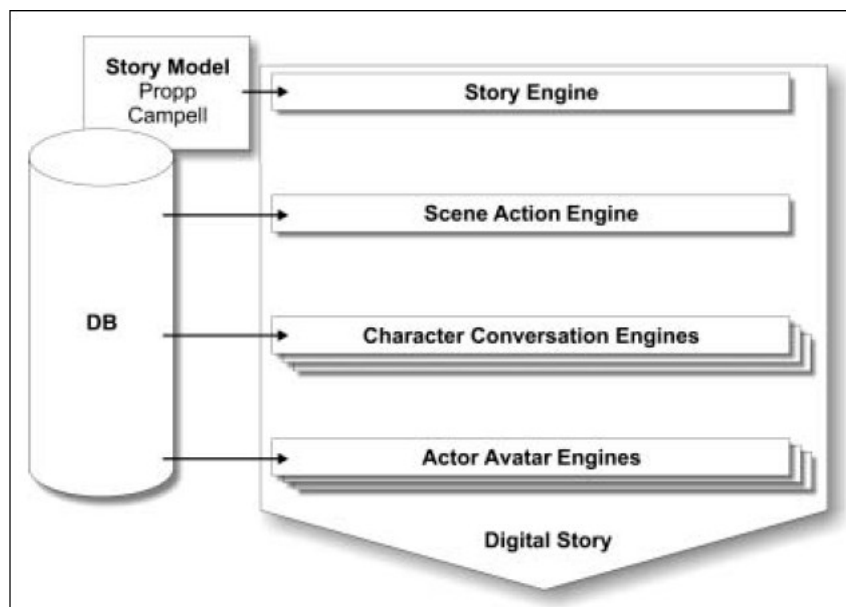 Story Model
Propp
Campell
Story Engine
Scene Action Engine
DB
Character Conversation Engines
Actor Avatar Engines
Digital Story